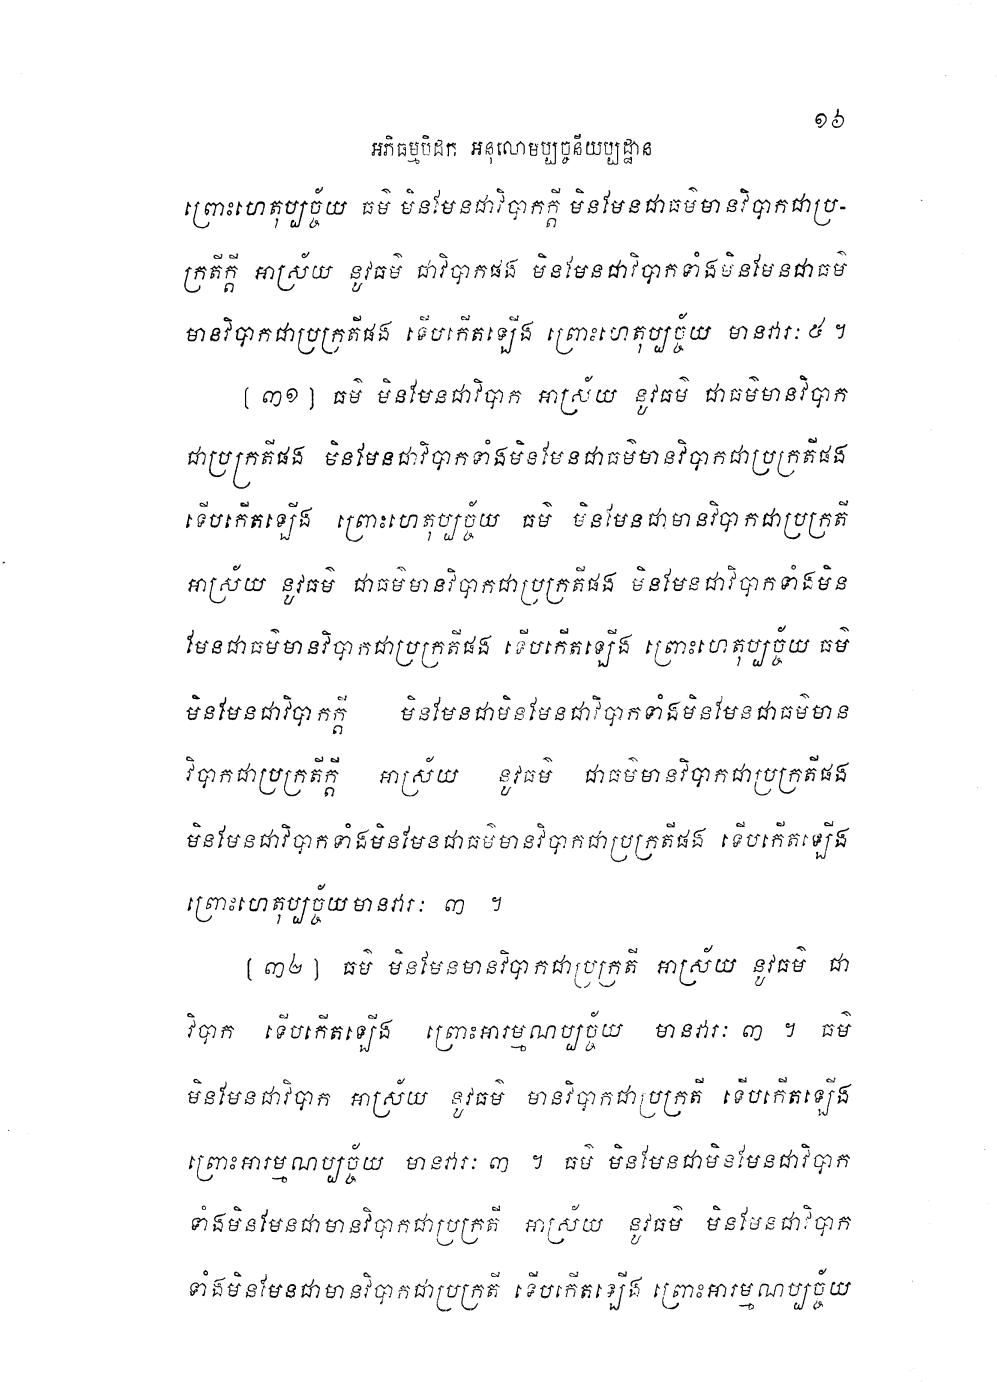 ១៦
អភិធម្មបិដក អនុលោមប្បច្ចនីយប្បដ្ឋាន
ព្រោះហេតុប្បច្ច័យ ធម៌ មិនមែនជាវិបាកក្តី មិនមែនជាធម៌មានវិបាកជាប្រ-
ក្រតីក្តី អាស្រ័យ នូវធម៌ ជាវិបាកផង មិនមែនជាវិបាកទាំងមិនមែនជាធម៌
មានវិបាកជាប្រក្រតីផង ទើបកើតឡើង ព្រោះហេតុប្បច្ច័យ មានវារៈ ៥ ។
[ ៣១ ] ធម៌ មិនមែនជាវិបាក អាស្រ័យ នូវធម៌ ជាធម៌មានវិបាក
ជាប្រក្រតីផង មិនមែនជាវិបាកទាំងមិនមែនជាធម៌មានវិបាកជាប្រក្រតីផង
ទើបកើតឡើង ព្រោះហេតុប្បច្ច័យ ធម៌ មិនមែនជាមានវិបាកជាប្រក្រតី
អាស្រ័យ នូវធម៌ ជាធម៌មានវិបាកជាប្រក្រតីផង មិនមែនជាវិបាកទាំងមិន
មែនជាធម៌មានវិបាកជាប្រក្រតីផង ទើបកើតឡើង ព្រោះហេតុប្បច្ច័យ ធម៌
មិនមែនជាវិបាកក្តី មិនមែនជាមិនមែនជាវិបាកទាំងមិនមែនជាធម៌មាន
វិបាកជាប្រក្រតីក្តី អាស្រ័យ នូវធម៌ ជាធម៌មានវិបាកជាប្រក្រតីផង
មិនមែនជាវិបាកទាំងមិនមែនជាធម៌មានវិបាកជាប្រក្រតីផង ទើបកើតឡើង
ព្រោះហេតុប្បច្ច័យមានវារៈ ៣ ។
[ ៣២ ] ធម៌ មិនមែនមានវិបាកជាប្រក្រតី អាស្រ័យ នូវធម៌ ជា
វិបាក ទើបកើតឡើង ព្រោះអារម្មណប្បច្ច័យ មានវារៈ ៣ ។ ធម៌
មិនមែនជាវិបាក អាស្រ័យ នូវធម៌ មានវិបាកជាប្រក្រតី ទើបកើតឡើង
ព្រោះអារម្មណប្បច្ច័យ មានវារៈ ៣ ។ ធម៌ មិនមែនជាមិនមែនជាវិបាក
ទាំងមិនមែនជាមានវិបាកជាប្រក្រតី អាស្រ័យ នូវធម៌ មិនមែនជាវិបាក
ទាំងមិនមែនជាមានវិបាកជាប្រក្រតី ទើបកើតឡើង ព្រោះអារម្មណប្បច្ច័យ